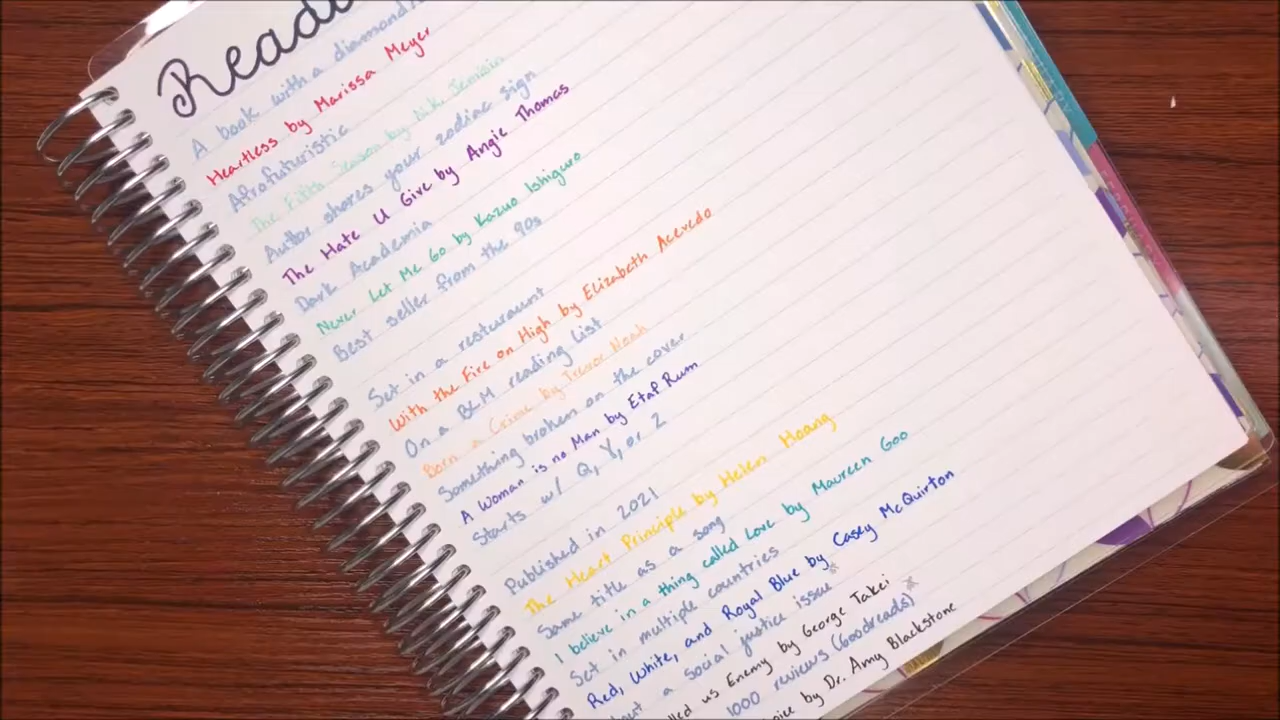 Readi
A book with a diamond
Heartless by Marissa Meyer
Afrofuturistic
The Fifth Season by N.K. Jemisin
Author shares your zodiac sign
The Hate U Give by Angie Thomas
Dark Academia
Never Let Me Go by Kazuo Ishiguro
Best seller from the 90s
Set in a resturaunt
With the Fire on High by Elizabeth Acevedo
On a BLM reading list
Born a Crime by Trevor Noah
Something broken on the cover
A Woman is no Man by Etaf Rum
Starts w/ Q, Y, or Z
Published in 2021
The Heart Principle by Helen Hoang
Same title as a song
I believe in a thing called Love by Maureen Goo
Set in multiple countries
Red, White, and Royal Blue by Casey McQuirton
a social justice issue
us Enemy by George Takei
1000 reviews (Goodreads)
by Dr. Amy Blackstone